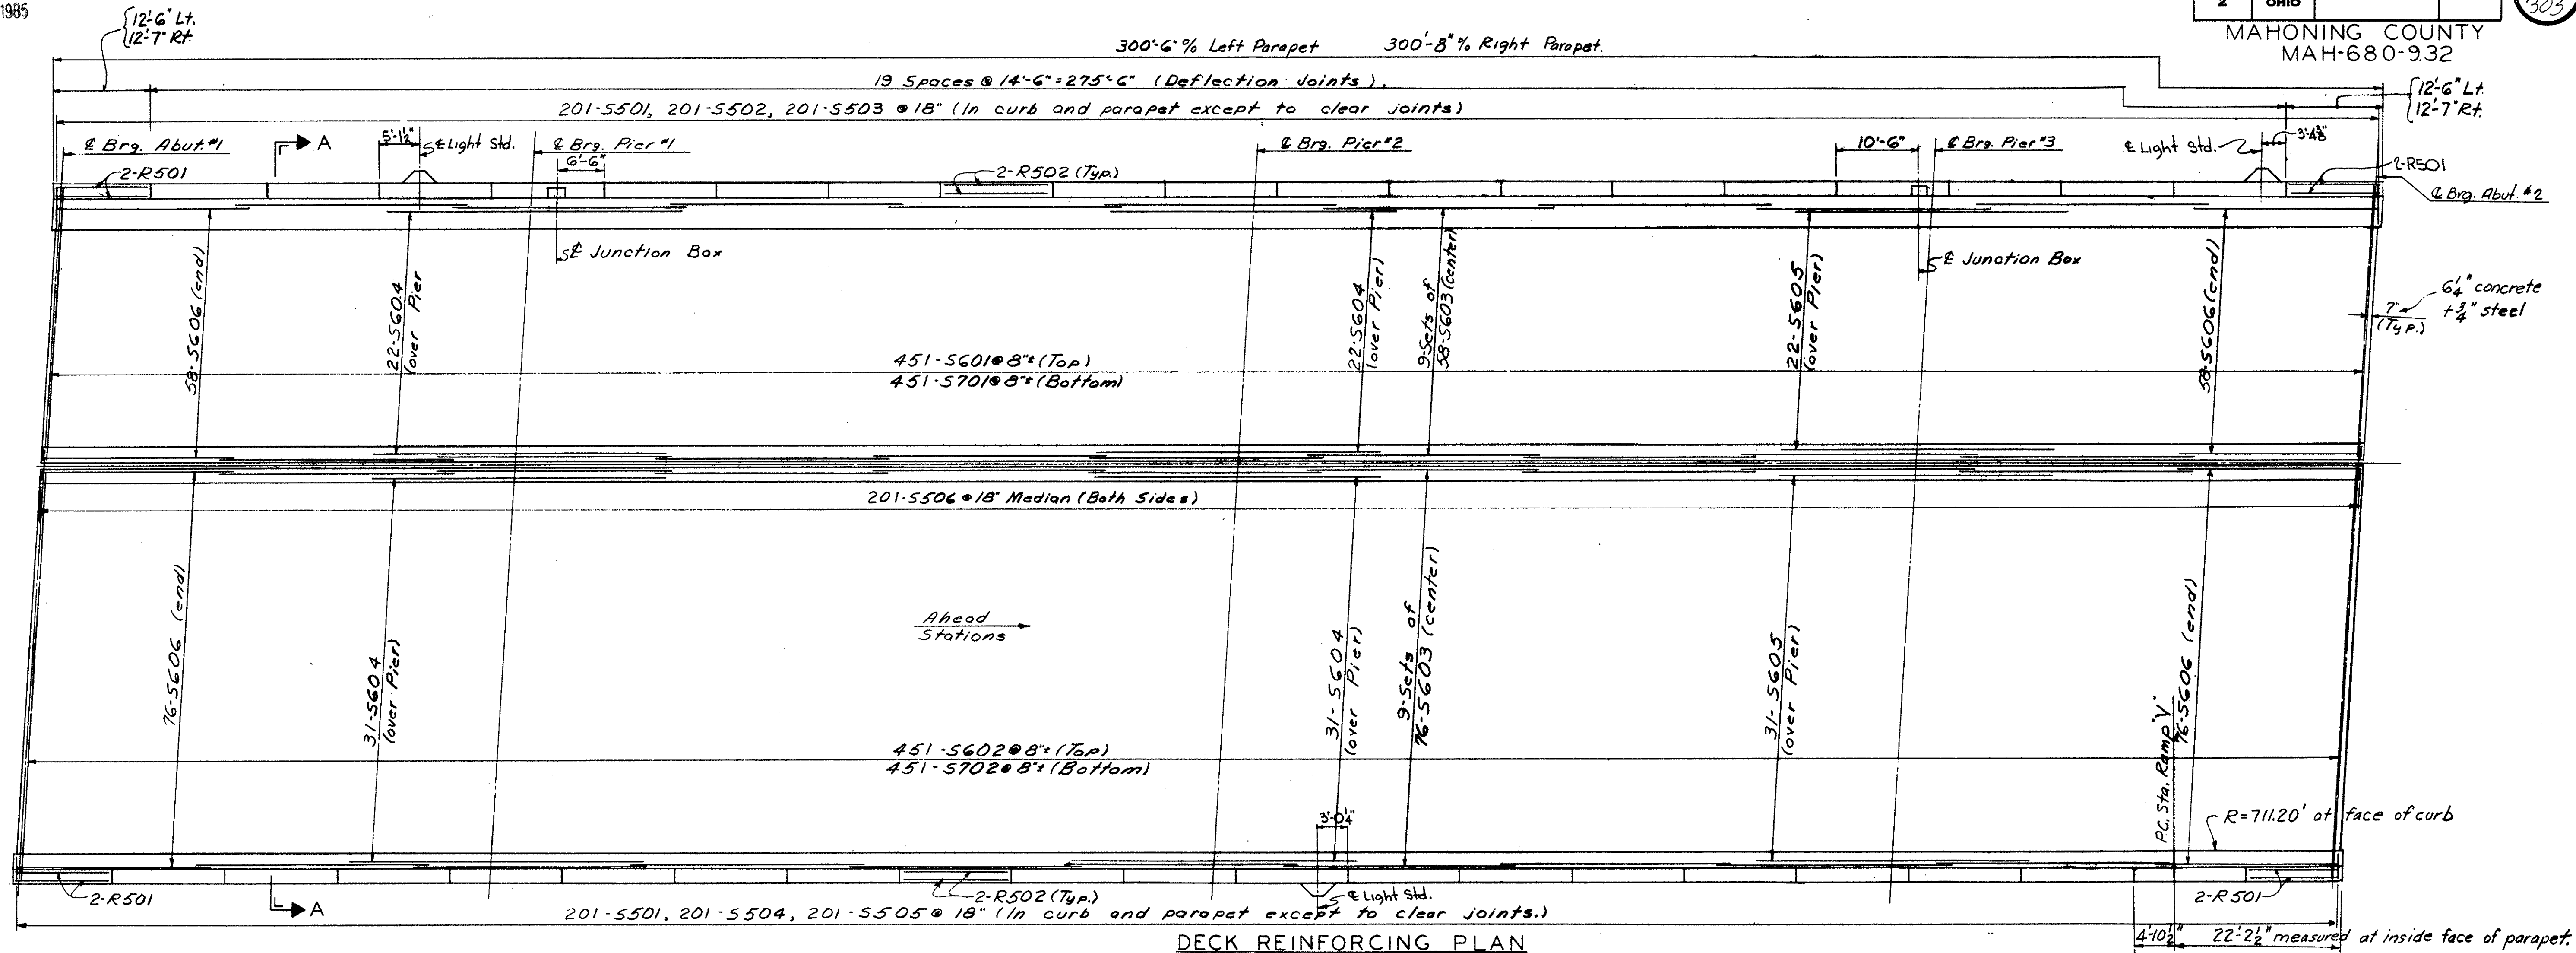 1985
2 OHIO
303
MAHONING COUNTY
MAH-680-9.32
{12'-6" Lt.
12'-7" Rt.
300'-6" % Left Parapet 300'-8" % Right Parapet.
19 Spaces @ 14'-6" = 275'-6" (Deflection Joints).
201-S501, 201-S502, 201-S503 @ 18" (In curb and parapet except to clear joints)
{12'-6" Lt.
12'-7" Rt.
℄ Brg. Abut. #1
A
5'-1½"
℄ Light Std.
℄ Brg. Pier #1
6'-6"
℄ Brg. Pier #2
10'-6"
℄ Brg. Pier #3
℄ Light Std.
2-R501
2-R502 (Typ.)
2-R501
℄ Brg. Abut. #2
℄ Junction Box
℄ Junction Box
58-S606 (end)
22-S604
(over Pier
22-S604
(over Pier)
9-Sets of
58-S603 (center)
22-S605
(over Pier)
58-S606 (end)
7"
(Typ.)
6¼" concrete
+¾" steel
451-S601 @ 8"± (Top)
451-S701 @ 8"± (Bottom)
201-S506 @ 18" Median (Both Sides)
76-S606 (end)
31-S604
(over Pier)
Ahead
Stations
31-S604
(over Pier)
9-Sets of
76-S603 (center)
31-S605
(over Pier)
P.C. Sta. Ramp "V"
76-S606 (end)
451-S602 @ 8"± (Top)
451-S702 @ 8"± (Bottom)
3'-0¼"
R=711.20' at face of curb
2-R501
A
2-R502 (Typ.)
℄ Light Std.
2-R501
201-S501, 201-S504, 201-S505 @ 18" (In curb and parapet except to clear joints.)
DECK REINFORCING PLAN
4'-10½"
22'-2½" measured at inside face of parapet.